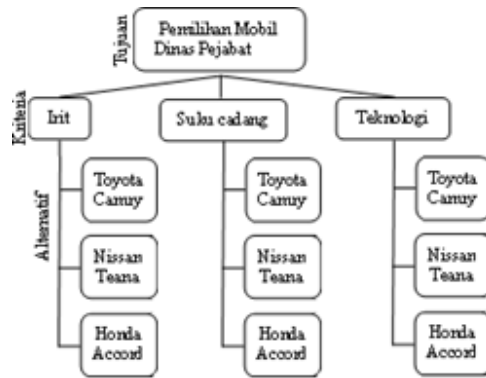 Tujuan
Pemilihan Mobil
Dinas Pejabat
Kriteria
Irit
Suku cadang
Teknologi
Alternatif
Toyota
Camry
Toyota
Camry
Toyota
Camry
Nissan
Teana
Nissan
Teana
Nissan
Teana
Honda
Accord
Honda
Accord
Honda
Accord